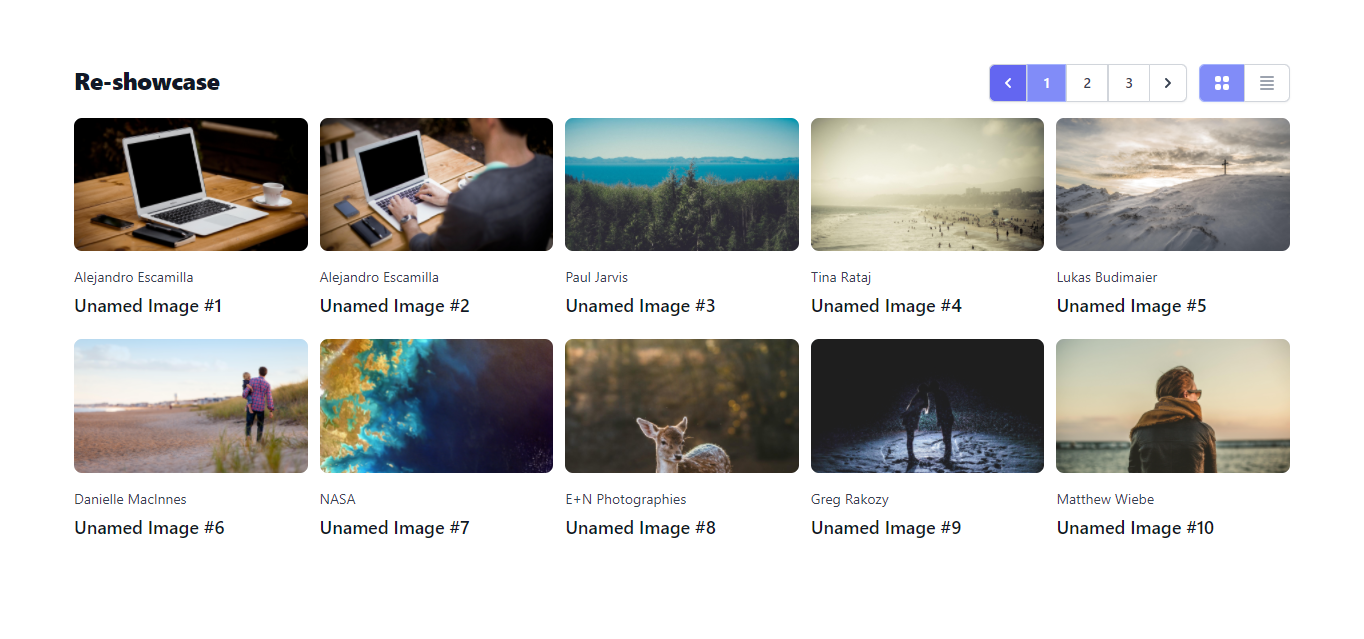 Re-showcase
1 2 3
Alejandro Escamilla
Unamed Image #1
Alejandro Escamilla
Unamed Image #2
Paul Jarvis
Unamed Image #3
Tina Rataj
Unamed Image #4
Lukas Budimaier
Unamed Image #5
Danielle MacInnes
Unamed Image #6
NASA
Unamed Image #7
E+N Photographies
Unamed Image #8
Greg Rakozy
Unamed Image #9
Matthew Wiebe
Unamed Image #10